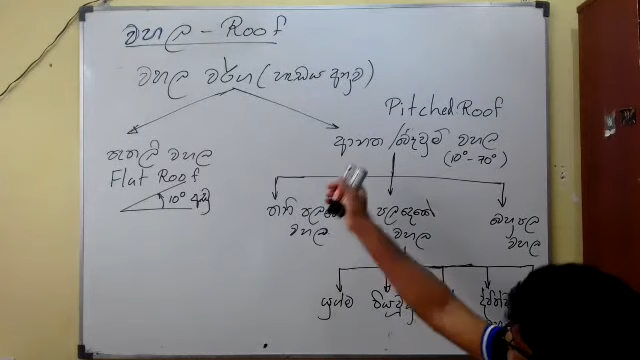 වහල - Roof
වහල වර්ග (හැඩය අනුව)
Pitched Roof
ආනත / බෑවුම් වහල
(10° - 70°)
පැතලි වහල
Flat Roof
10° අඩු
තනි පලයේ
වහල
පල දෙකේ
වහල
බහු පල
වහල
යුග්ම